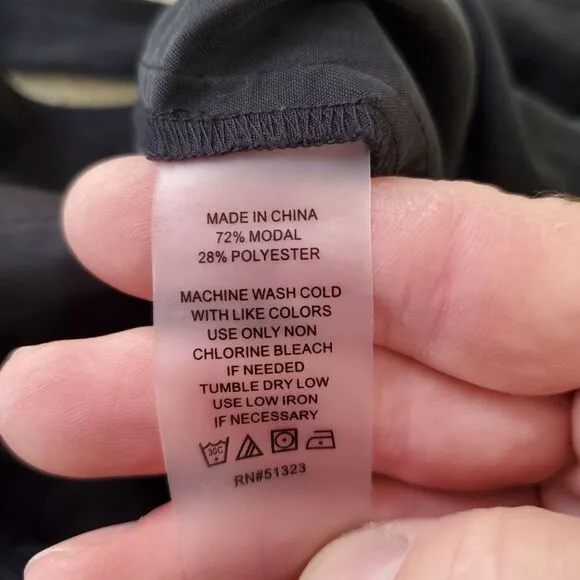 MADE IN CHINA
72% MODAL
28% POLYESTER
MACHINE WASH COLD
WITH LIKE COLORS
USE ONLY NON
CHLORINE BLEACH
IF NEEDED
TUMBLE DRY LOW
USE LOW IRON
IF NECESSARY
30C
RN#51323